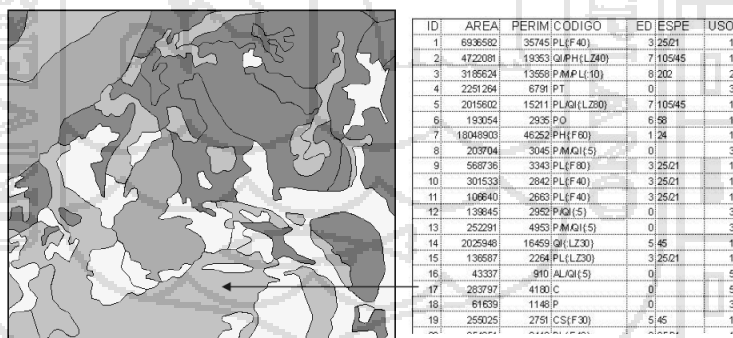 ID AREA PERIM CODIGO ED ESPE USO
1 6936582 35745 PL(F40) 3 25/21 1
2 4722081 19353 QI/PH(LZ40) 7 105/45 1
3 3185624 13558 P/M/PL(:10) 8 202 2
4 2251264 6791 PT 0 3
5 2015602 15211 PL/QI(LZ80) 7 105/45 1
6 193054 2935 PO 6 58 1
7 18048903 46252 PH(F60) 1 24 1
8 203704 3045 P/M/QI(:5) 0 3
9 568736 3343 PL(F80) 3 25/21 1
10 301533 2842 PL(F40) 3 25/21 1
11 106640 2663 PL(F40) 3 25/21 1
12 139845 2952 P/QI(:5) 0 3
13 252291 4953 P/M/QI(:5) 0 3
14 2025948 16459 QI(:LZ30) 5 45 1
15 136587 2264 PL(LZ30) 3 25/21 1
16 43337 910 AL/QI(:5) 0 5
17 283797 4180 C 0 5
18 61639 1148 P 0 3
19 255025 2751 CS(F30) 5 45 1